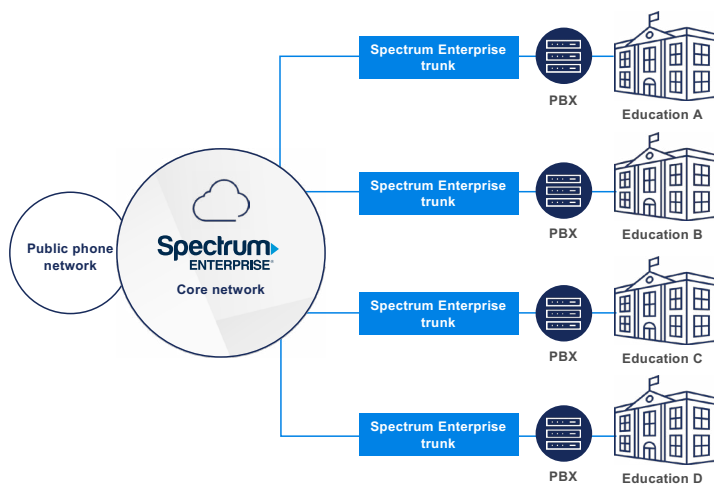 Spectrum Enterprise
trunk
PBX
Education A
Spectrum Enterprise
trunk
PBX
Education B
Public phone
network
Spectrum
ENTERPRISE®
Core network
Spectrum Enterprise
trunk
PBX
Education C
Spectrum Enterprise
trunk
PBX
Education D